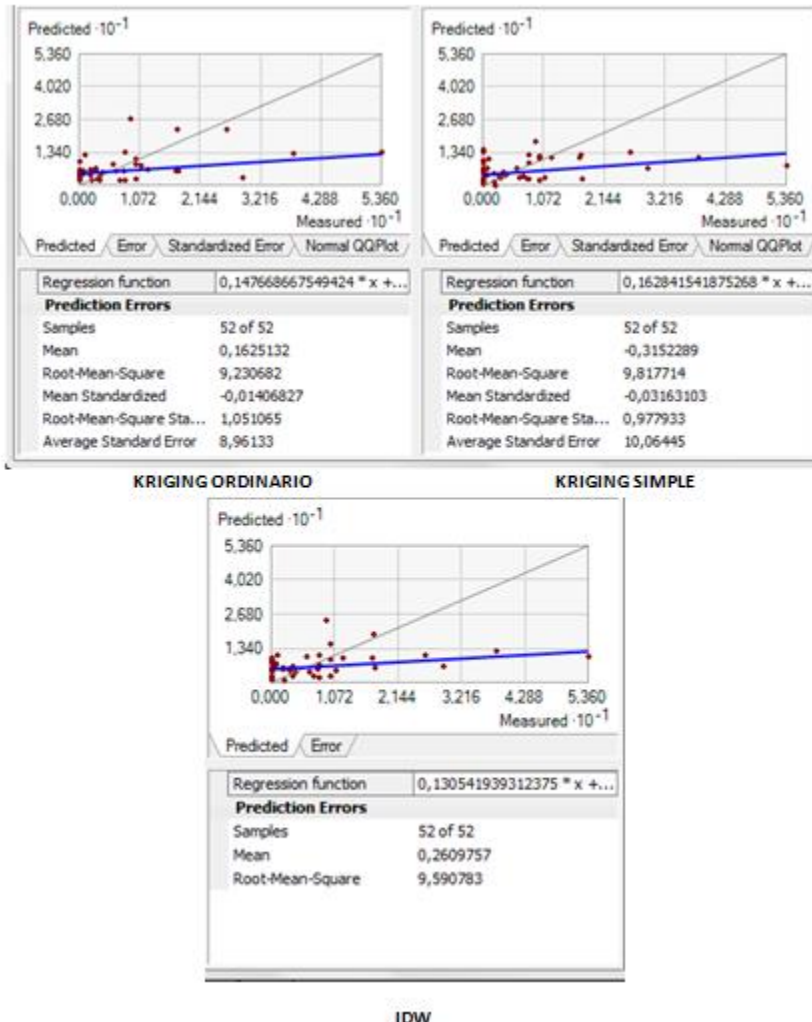 Predicted ·10⁻¹
5,360
4,020
2,680
1,340
0,000 1,072 2,144 3,216 4,288 5,360
Measured ·10⁻¹
Predicted Error Standardized Error Normal QQPlot
Regression function 0,147668667549424 * x +...
Prediction Errors
Samples 52 of 52
Mean 0,1625132
Root-Mean-Square 9,230682
Mean Standardized -0,01406827
Root-Mean-Square Sta... 1,051065
Average Standard Error 8,96133
KRIGING ORDINARIO
Predicted ·10⁻¹
5,360
4,020
2,680
1,340
0,000 1,072 2,144 3,216 4,288 5,360
Measured ·10⁻¹
Predicted Error Standardized Error Normal QQPlot
Regression function 0,162841541875268 * x +...
Prediction Errors
Samples 52 of 52
Mean -0,3152289
Root-Mean-Square 9,817714
Mean Standardized -0,03163103
Root-Mean-Square Sta... 0,977933
Average Standard Error 10,06445
KRIGING SIMPLE
Predicted ·10⁻¹
5,360
4,020
2,680
1,340
0,000 1,072 2,144 3,216 4,288 5,360
Measured ·10⁻¹
Predicted Error
Regression function 0,130541939312375 * x +...
Prediction Errors
Samples 52 of 52
Mean 0,2609757
Root-Mean-Square 9,590783
IDW